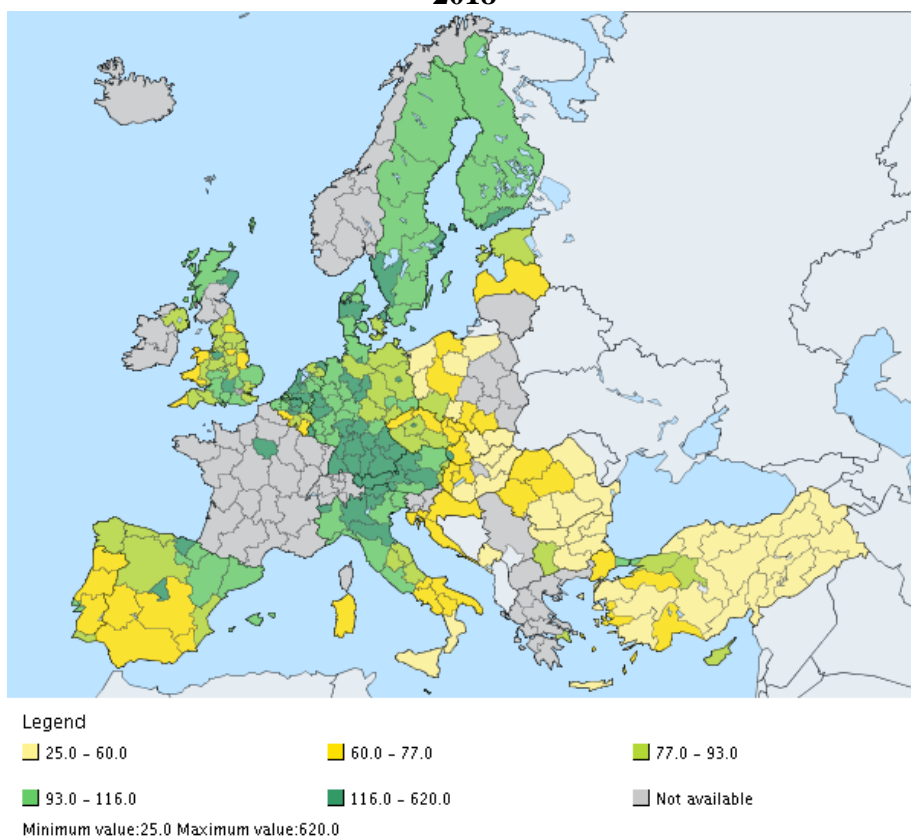 2018
Legend
25.0 - 60.0 60.0 - 77.0 77.0 - 93.0
93.0 - 116.0 116.0 - 620.0 Not available
Minimum value:25.0 Maximum value:620.0